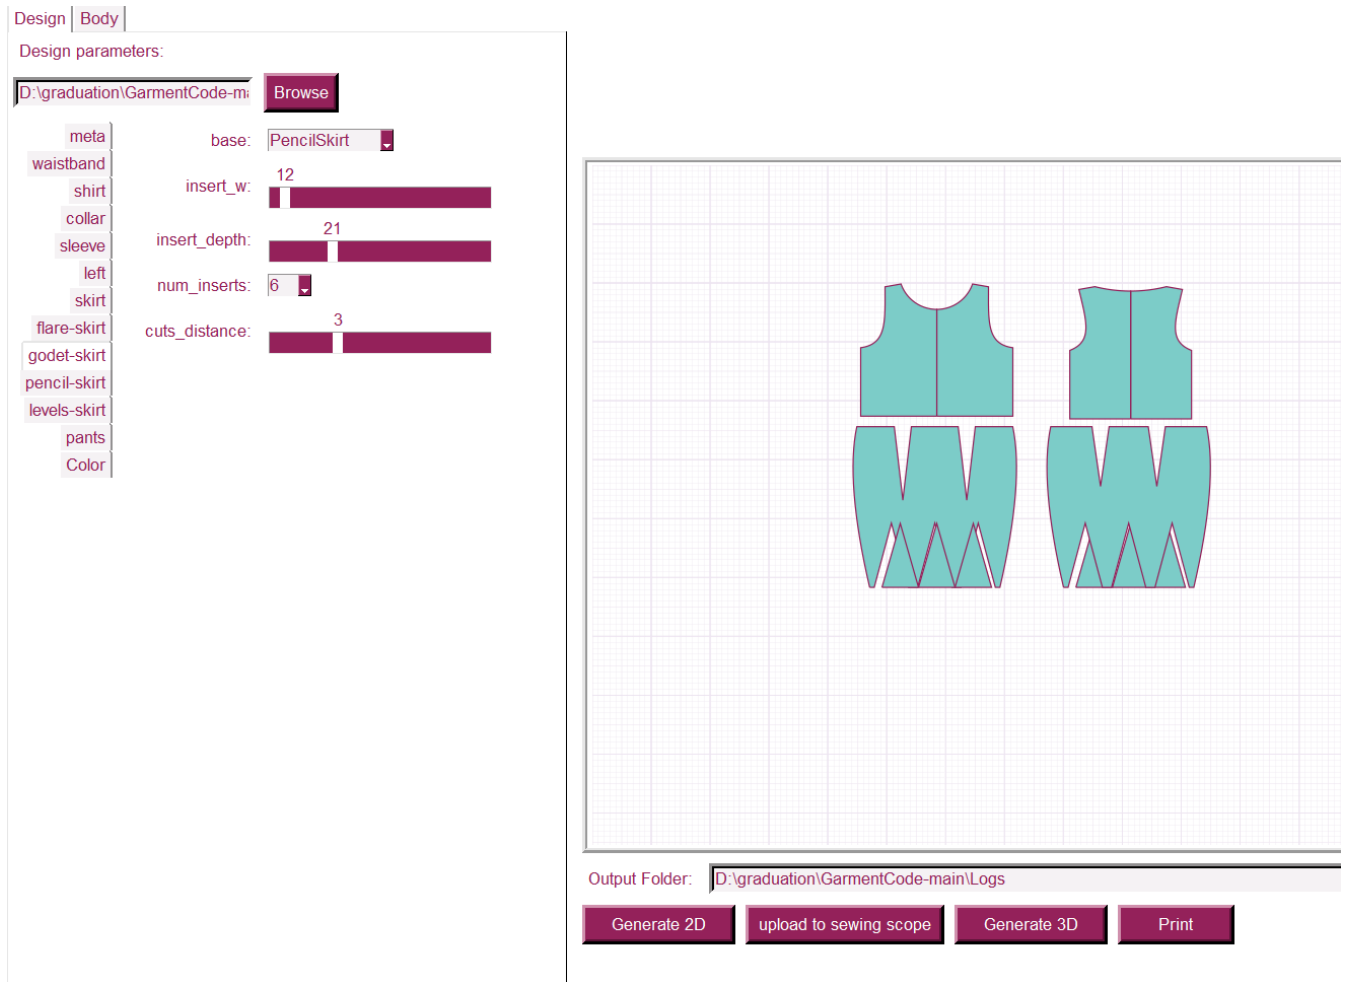 Design Body
Design parameters:
D:\graduation\GarmentCode-ma Browse
meta
waistband
shirt
collar
sleeve
left
skirt
flare-skirt
godet-skirt
pencil-skirt
levels-skirt
pants
Color
base: PencilSkirt
12
insert_w:
21
insert_depth:
num_inserts: 6
3
cuts_distance:
Output Folder: D:\graduation\GarmentCode-main\Logs
Generate 2D upload to sewing scope Generate 3D Print